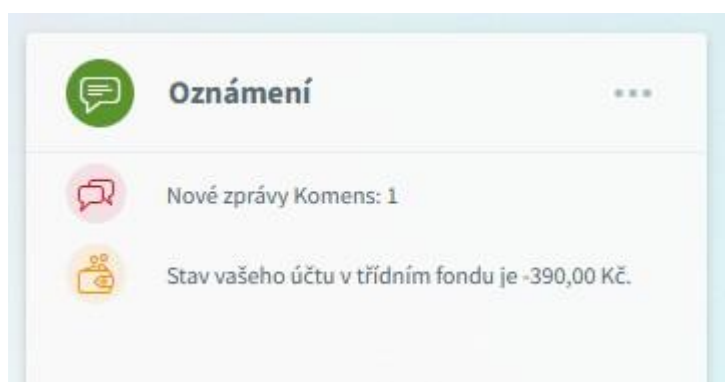 Oznámení
Nové zprávy Komens: 1
Stav vašeho účtu v třídním fondu je -390,00 Kč.